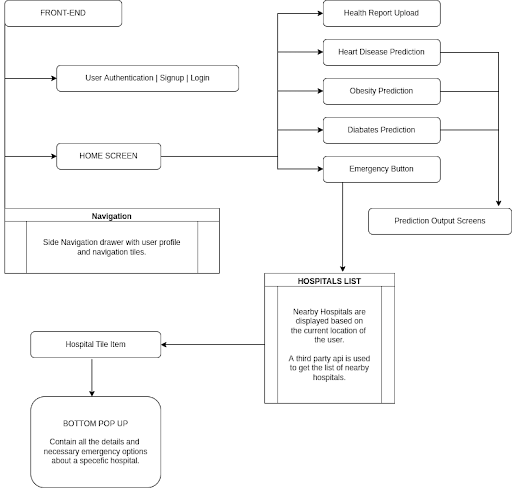 FRONT-END
Health Report Upload
Heart Disease Prediction
User Authentication | Signup | Login
Obesity Prediction
Diabates Prediction
HOME SCREEN
Emergency Button
Navigation
Side Navigation drawer with user profile
and navigation tiles.
Prediction Output Screens
HOSPITALS LIST
Nearby Hospitals are
displayed based on
the current location of
the user.
A third party api is used
to get the list of nearby
hospitals.
Hospital Tile Item
BOTTOM POP UP
Contain all the details and
necessary emergency options
about a specefic hospital.